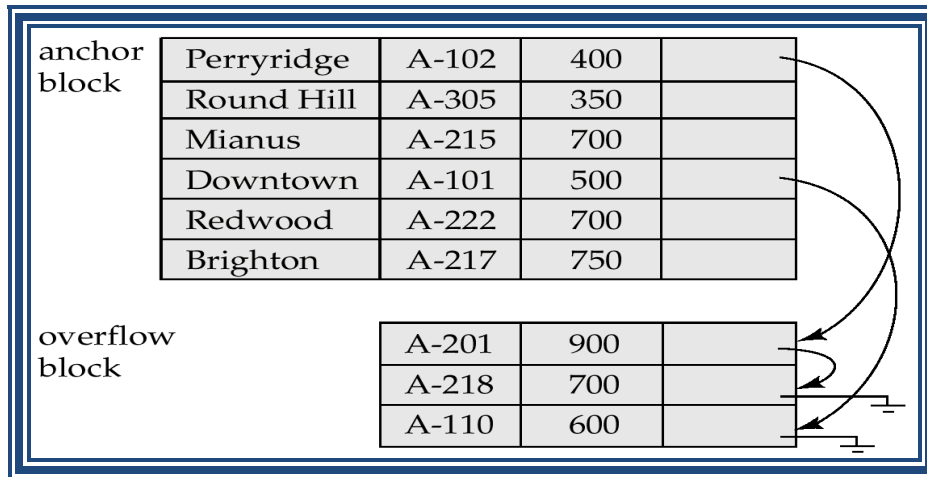 anchor
block
Perryridge A-102 400
Round Hill A-305 350
Mianus A-215 700
Downtown A-101 500
Redwood A-222 700
Brighton A-217 750
overflow
block
A-201 900
A-218 700
A-110 600